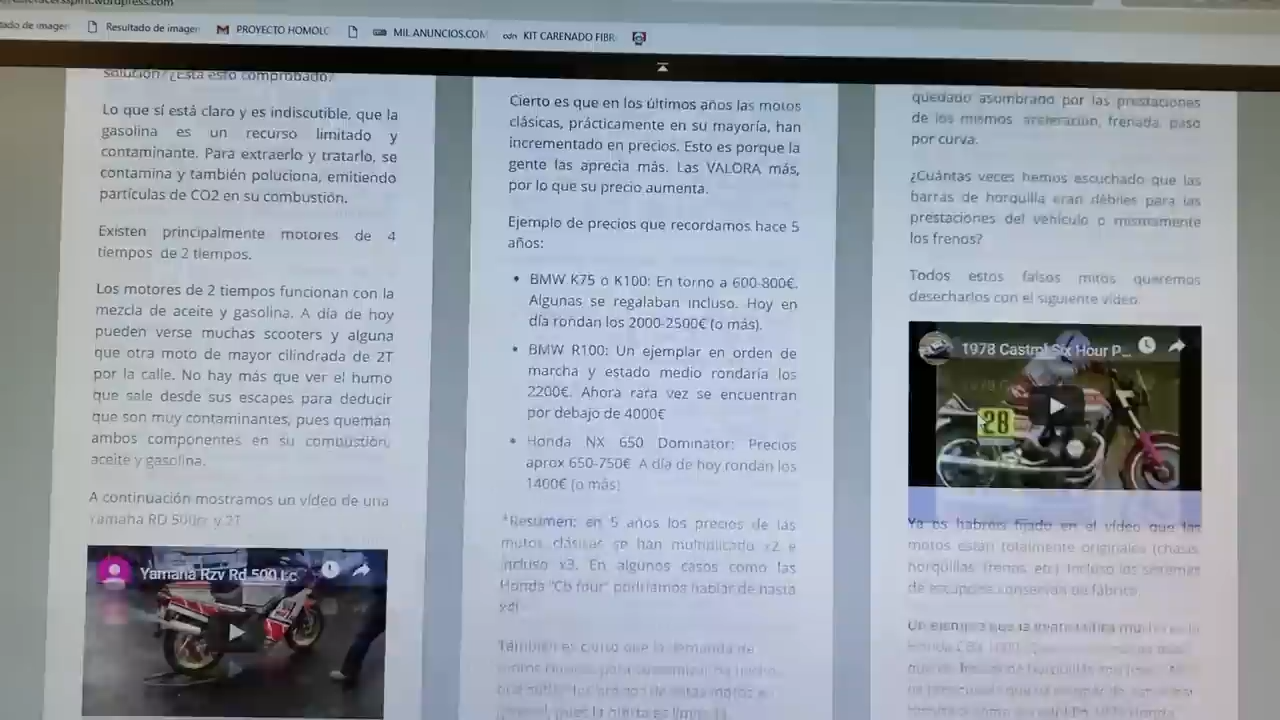 Resultado de imagen
PROYECTO HOMOLO
MILANUNCIOS.COM
cdn
KIT CARENADO FIBR
solución? ¿Está esto comprobado?
Lo que sí está claro y es indiscutible, que la
gasolina es un recurso limitado y
contaminante. Para extraerlo y tratarlo, se
contamina y también poluciona, emitiendo
partículas de CO2 en su combustión.
Existen principalmente motores de 4
tiempos de 2 tiempos.
Los motores de 2 tiempos funcionan con la
mezcla de aceite y gasolina. A día de hoy
pueden verse muchas scooters y alguna
que otra moto de mayor cilindrada de 2T
por la calle. No hay más que ver el humo
que sale desde sus escapes para deducir
que son muy contaminantes, pues queman
ambos componentes en su combustión,
aceite y gasolina.
A continuación mostramos un vídeo de una
Yamaha RD 500cc y 2T
Yamaha Rzv Rd 500 Lc
Cierto es que en los últimos años las motos
clásicas, prácticamente en su mayoría, han
incrementado en precios. Esto es porque la
gente las aprecia más. Las VALORA más,
por lo que su precio aumenta.
Ejemplo de precios que recordamos hace 5
años:
• BMW K75 o K100: En torno a 600-800€.
Algunas se regalaban incluso. Hoy en
día rondan los 2000-2500€ (o más).
• BMW R100: Un ejemplar en orden de
marcha y estado medio rondaría los
2200€. Ahora rara vez se encuentran
por debajo de 4000€
• Honda NX 650 Dominator: Precios
aprox 650-750€ A día de hoy rondan los
1400€ (o más)
*Resumen: en 5 años los precios de las
motos clásicas se han multiplicado x2 e
incluso x3. En algunos casos como las
Honda "Cb four" podríamos hablar de hasta
x4!
También es cierto que la demanda de
quedado asombrado por las prestaciones
de los mismos aceleración, frenada, paso
por curva.
¿Cuántas veces hemos escuchado que las
barras de horquilla eran débiles para las
prestaciones del vehículo o mismamente
los frenos?
Todos estos falsos mitos queremos
desecharlos con el siguiente vídeo
1978 Castrol Six Hour P...
28
Ya os habréis fijado en el vídeo que las
motos están totalmente originales (chasis,
horquillas, frenos, etc) Incluso los sistemas
de escapes conservan de fábrica.